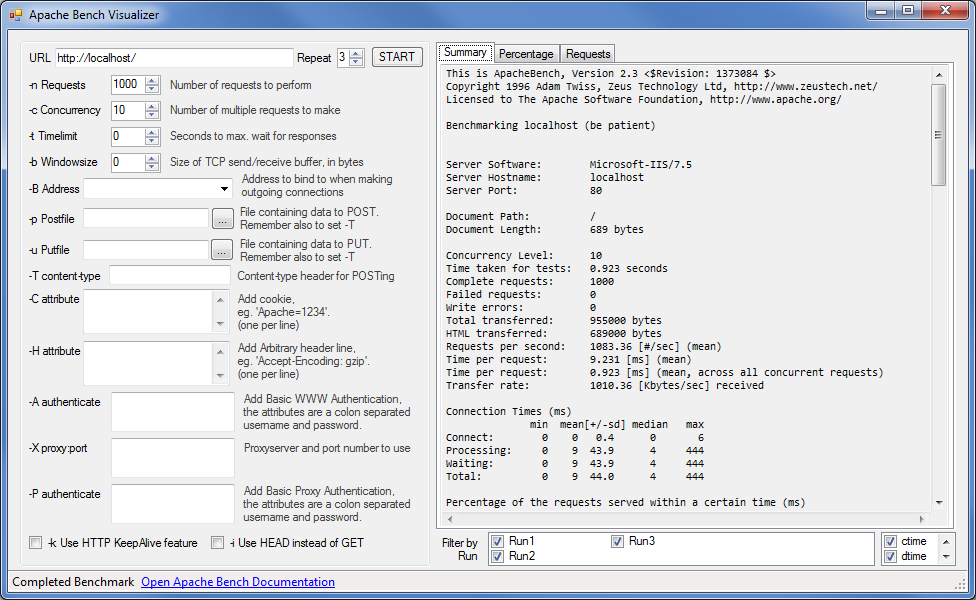 Apache Bench Visualizer
URL http://localhost/ Repeat 3 START
-n Requests 1000 Number of requests to perform
-c Concurrency 10 Number of multiple requests to make
-t Timelimit 0 Seconds to max. wait for responses
-b Windowsize 0 Size of TCP send/receive buffer, in bytes
-B Address Address to bind to when making
outgoing connections
-p Postfile ... File containing data to POST.
Remember also to set -T
-u Putfile ... File containing data to PUT.
Remember also to set -T
-T content-type Content-type header for POSTing
-C attribute Add cookie,
eg. 'Apache=1234'.
(one per line)
-H attribute Add Arbitrary header line,
eg. 'Accept-Encoding: gzip'.
(one per line)
-A authenticate Add Basic WWW Authentication,
the attributes are a colon separated
username and password.
-X proxy:port Proxyserver and port number to use
-P authenticate Add Basic Proxy Authentication,
the attributes are a colon separated
username and password.
-k Use HTTP KeepAlive feature -i Use HEAD instead of GET
Summary Percentage Requests
This is ApacheBench, Version 2.3 <$Revision: 1373084 $>
Copyright 1996 Adam Twiss, Zeus Technology Ltd, http://www.zeustech.net/
Licensed to The Apache Software Foundation, http://www.apache.org/
Benchmarking localhost (be patient)
Server Software: Microsoft-IIS/7.5
Server Hostname: localhost
Server Port: 80
Document Path: /
Document Length: 689 bytes
Concurrency Level: 10
Time taken for tests: 0.923 seconds
Complete requests: 1000
Failed requests: 0
Write errors: 0
Total transferred: 955000 bytes
HTML transferred: 689000 bytes
Requests per second: 1083.36 [#/sec] (mean)
Time per request: 9.231 [ms] (mean)
Time per request: 0.923 [ms] (mean, across all concurrent requests)
Transfer rate: 1010.36 [Kbytes/sec] received
Connection Times (ms)
min mean[+/-sd] median max
Connect: 0 0 0.4 0 6
Processing: 0 9 43.9 4 444
Waiting: 0 9 43.9 4 444
Total: 0 9 44.0 4 444
Percentage of the requests served within a certain time (ms)
Filter by Run
Run1 Run3 ctime
Run2 dtime
Completed Benchmark Open Apache Bench Documentation